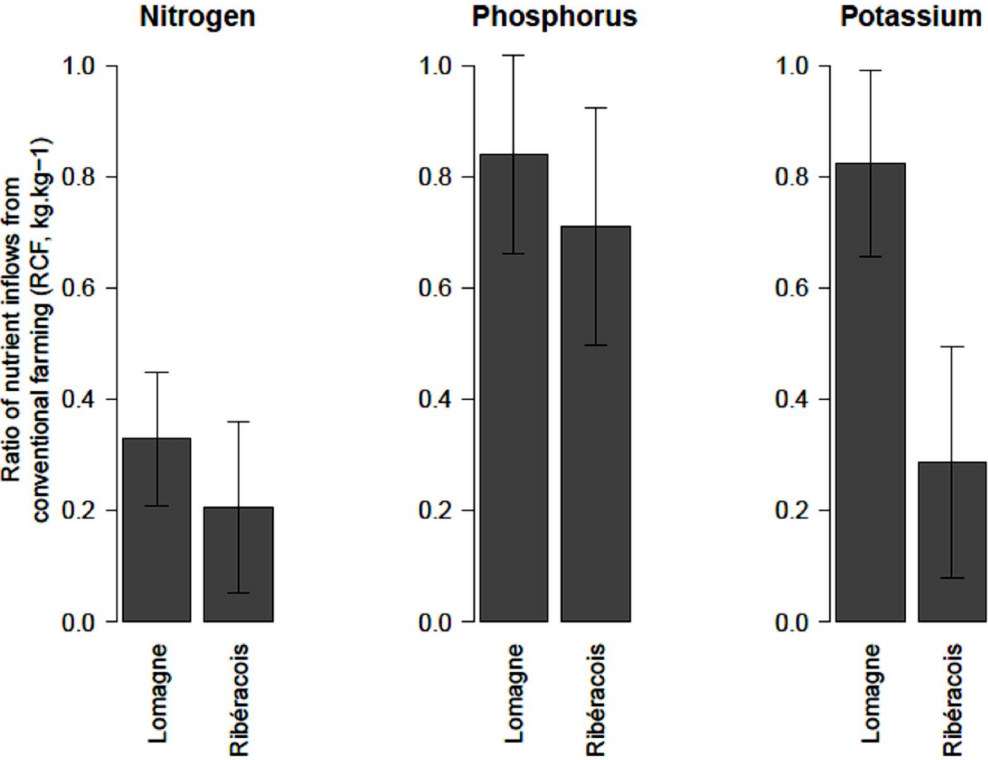 Nitrogen
Phosphorus
Potassium
Ratio of nutrient inflows from
conventional farming (RCF, kg.kg−1)
1.0
0.8
0.6
0.4
0.2
0.0
Lomagne
Ribéracois
1.0
0.8
0.6
0.4
0.2
0.0
Lomagne
Ribéracois
1.0
0.8
0.6
0.4
0.2
0.0
Lomagne
Ribéracois